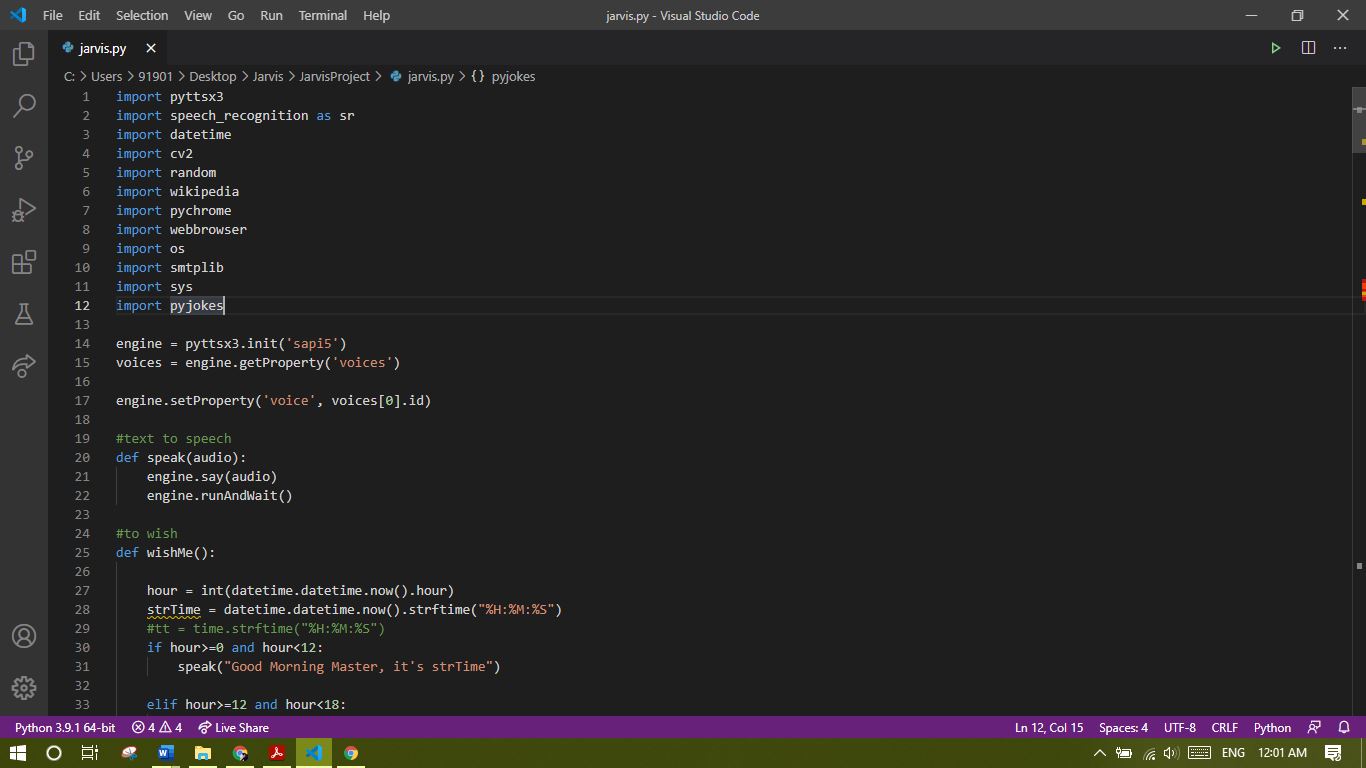 File Edit Selection View Go Run Terminal Help jarvis.py - Visual Studio Code
jarvis.py
C: > Users > 91901 > Desktop > Jarvis > JarvisProject > jarvis.py > {} pyjokes
1 import pyttsx3
2 import speech_recognition as sr
3 import datetime
4 import cv2
5 import random
6 import wikipedia
7 import pychrome
8 import webbrowser
9 import os
10 import smtplib
11 import sys
12 import pyjokes
13
14 engine = pyttsx3.init('sapi5')
15 voices = engine.getProperty('voices')
16
17 engine.setProperty('voice', voices[0].id)
18
19 #text to speech
20 def speak(audio):
21     engine.say(audio)
22     engine.runAndWait()
23
24 #to wish
25 def wishMe():
26
27     hour = int(datetime.datetime.now().hour)
28     strTime = datetime.datetime.now().strftime("%H:%M:%S")
29     #tt = time.strftime("%H:%M:%S")
30     if hour>=0 and hour<12:
31         speak("Good Morning Master, it's strTime")
32
33     elif hour>=12 and hour<18:
Python 3.9.1 64-bit 4 4 Live Share Ln 12, Col 15 Spaces: 4 UTF-8 CRLF Python
ENG 12:01 AM